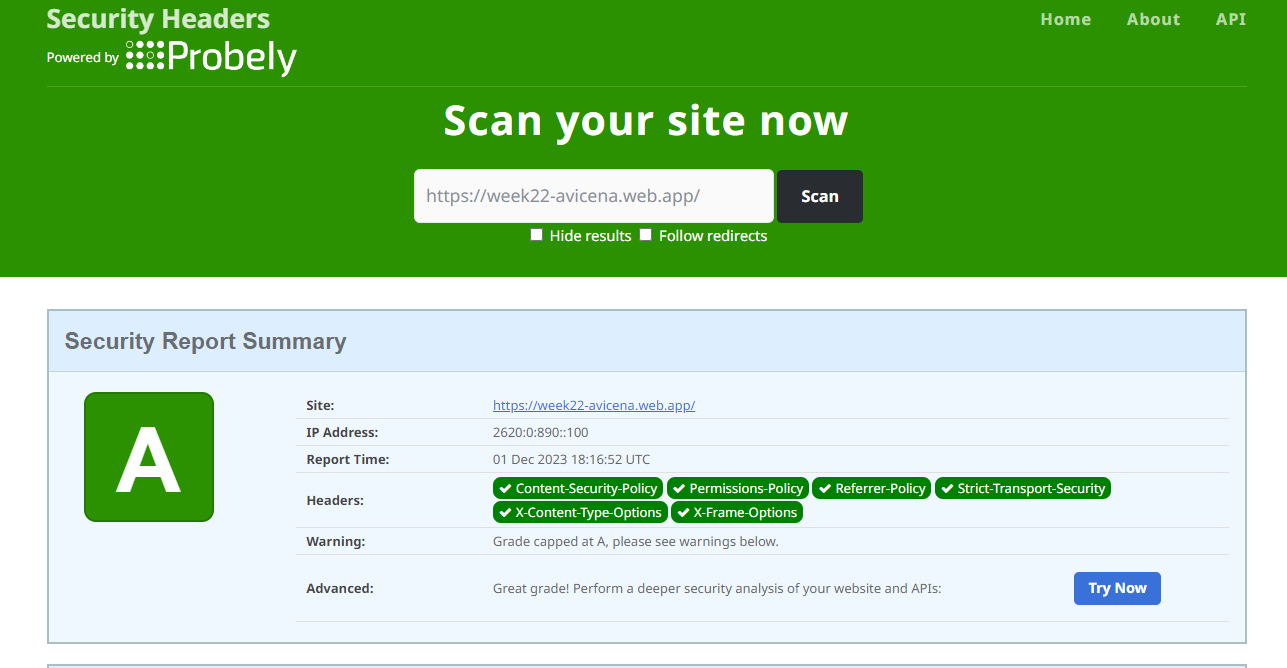 Security Headers
Home About API
Powered by Probely
Scan your site now
https://week22-avicena.web.app/ Scan
Hide results Follow redirects
Security Report Summary
A
Site: https://week22-avicena.web.app/
IP Address: 2620:0:890::100
Report Time: 01 Dec 2023 18:16:52 UTC
Headers: Content-Security-Policy Permissions-Policy Referrer-Policy Strict-Transport-Security
X-Content-Type-Options X-Frame-Options
Warning: Grade capped at A, please see warnings below.
Advanced: Great grade! Perform a deeper security analysis of your website and APIs: Try Now